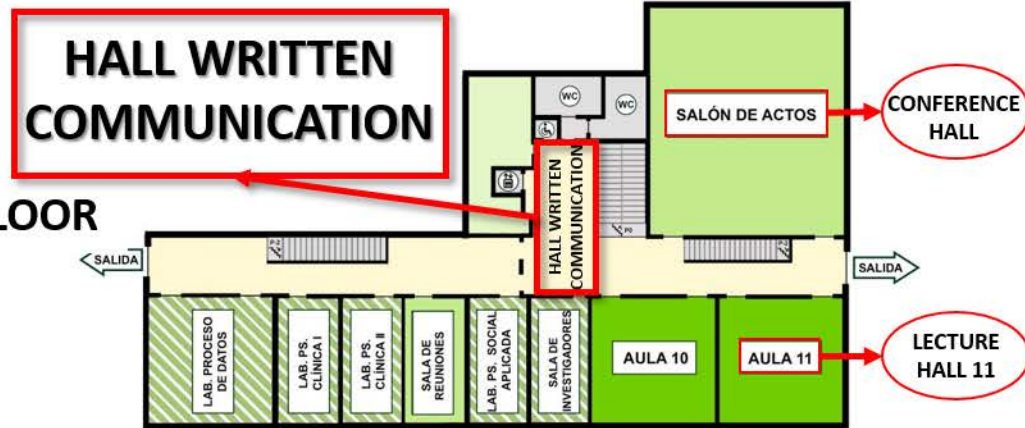 HALL WRITTEN
COMMUNICATION
LOOR
SALIDA
WC
WC
HALL WRITTEN
COMMUNICATION
SALÓN DE ACTOS
CONFERENCE
HALL
SALIDA
LAB. PROCESO
DE DATOS
LAB. PS.
CLÍNICA I
LAB. PS.
CLÍNICA II
SALA DE
REUNIONES
LAB. PS. SOCIAL
APLICADA
SALA DE
INVESTIGADORES
AULA 10
AULA 11
LECTURE
HALL 11